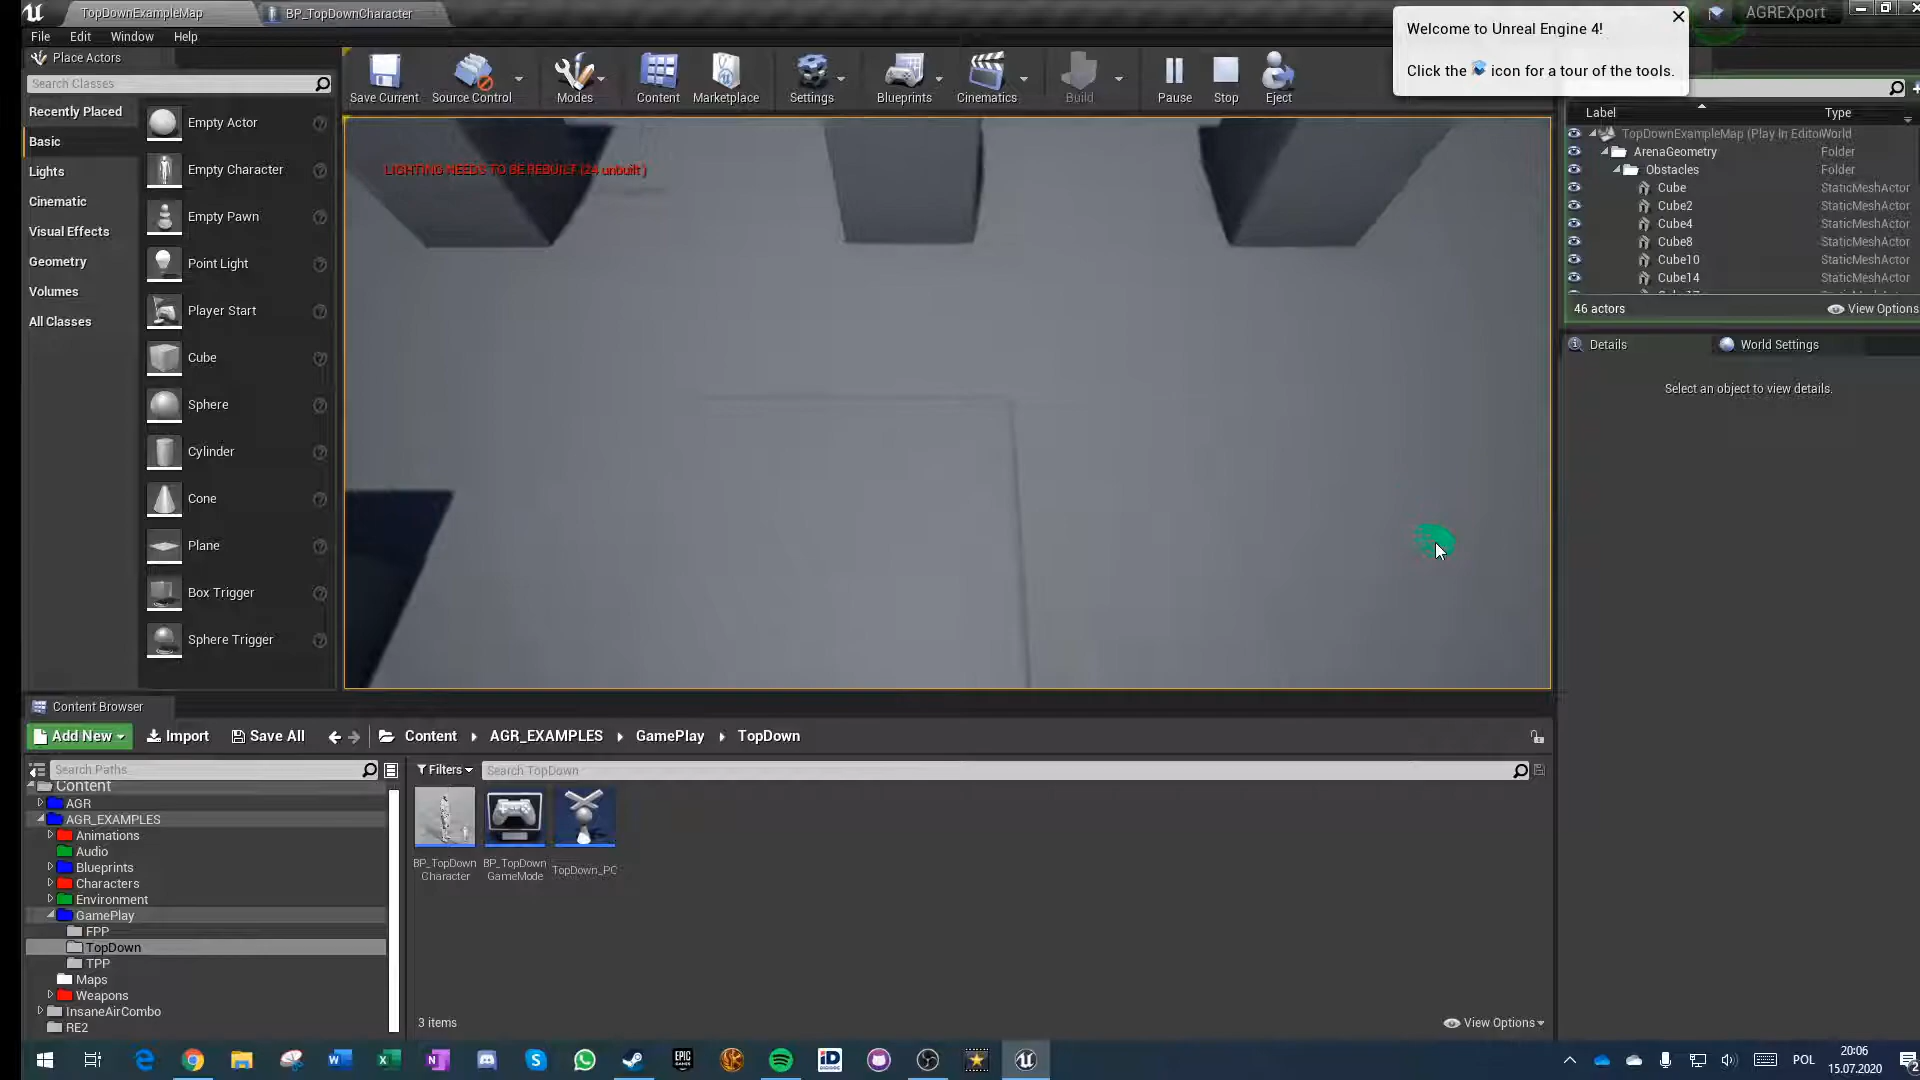 TopDownExampleMap
BP_TopDownCharacter
AGREXport
File Edit Window Help
Welcome to Unreal Engine 4!
Click the icon for a tour of the tools.
Place Actors
Search Classes
Recently Placed
Basic
Lights
Cinematic
Visual Effects
Geometry
Volumes
All Classes
Empty Actor
Empty Character
Empty Pawn
Point Light
Player Start
Cube
Sphere
Cylinder
Cone
Plane
Box Trigger
Sphere Trigger
Save Current
Source Control
Modes
Content
Marketplace
Settings
Blueprints
Cinematics
Build
Pause
Stop
Eject
LIGHTING NEEDS TO BE REBUILT (24 unbuilt)
Label Type
TopDownExampleMap (Play In Editor World
ArenaGeometry Folder
Obstacles Folder
Cube StaticMeshActor
Cube2 StaticMeshActor
Cube4 StaticMeshActor
Cube8 StaticMeshActor
Cube10 StaticMeshActor
Cube14 StaticMeshActor
46 actors View Options
Details World Settings
Select an object to view details.
Content Browser
Add New Import Save All Content AGR_EXAMPLES GamePlay TopDown
Search Paths
Filters Search TopDown
Content
AGR
AGR_EXAMPLES
Animations
Audio
Blueprints
Characters
Environment
GamePlay
FPP
TopDown
TPP
Maps
Weapons
InsaneAirCombo
RE2
BP_TopDown
Character
BP_TopDown
GameMode
TopDown_PC
3 items View Options
POL
20:06
15.07.2020